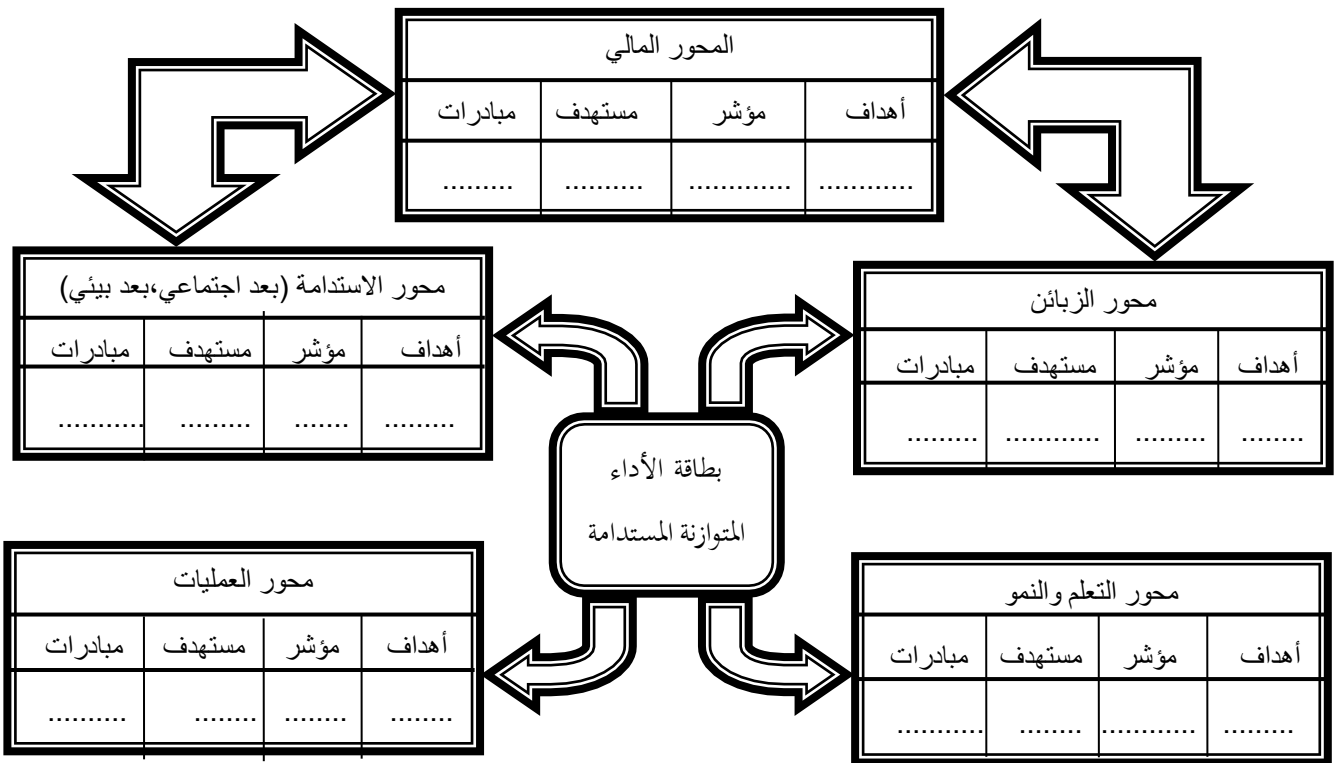 المحور المالي
أهداف مؤشر مستهدف مبادرات
............ ............. .......... .........
محور الزبائن
أهداف مؤشر مستهدف مبادرات
........ ......... ............ .........
محور الاستدامة (بعد اجتماعي،بعد بيئي)
أهداف مؤشر مستهدف مبادرات
......... ....... ......... ...........
بطاقة الأداء
المتوازنة المستدامة
محور التعلم والنمو
أهداف مؤشر مستهدف مبادرات
......... ............ ........ ...........
محور العمليات
أهداف مؤشر مستهدف مبادرات
........ ........ ........ ..........